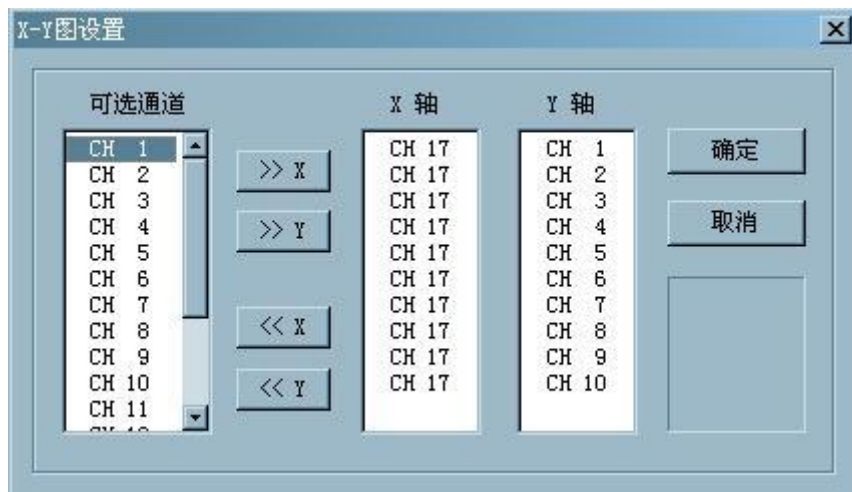 X-Y图设置
可选通道
CH 1
CH 2
CH 3
CH 4
CH 5
CH 6
CH 7
CH 8
CH 9
CH 10
CH 11
>> X
>> Y
<< X
<< Y
X 轴
CH 17
CH 17
CH 17
CH 17
CH 17
CH 17
CH 17
CH 17
CH 17
CH 17
Y 轴
CH 1
CH 2
CH 3
CH 4
CH 5
CH 6
CH 7
CH 8
CH 9
CH 10
确定
取消